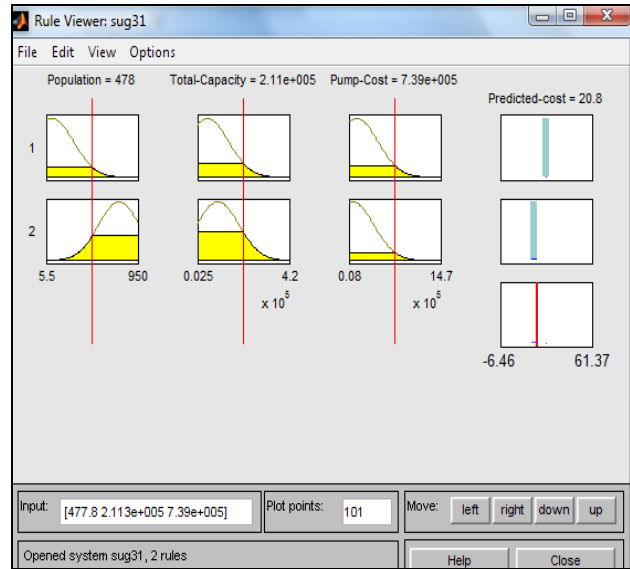 Rule Viewer: sug31
File Edit View Options
Population = 478 Total-Capacity = 2.11e+005 Pump-Cost = 7.39e+005
Predicted-cost = 20.8
1
2
5.5 950 0.025 4.2 0.08 14.7
x 10^5 x 10^5
-6.46 61.37
Input: [477.8 2.113e+005 7.39e+005] Plot points: 101 Move: left right down up
Opened system sug31, 2 rules Help Close